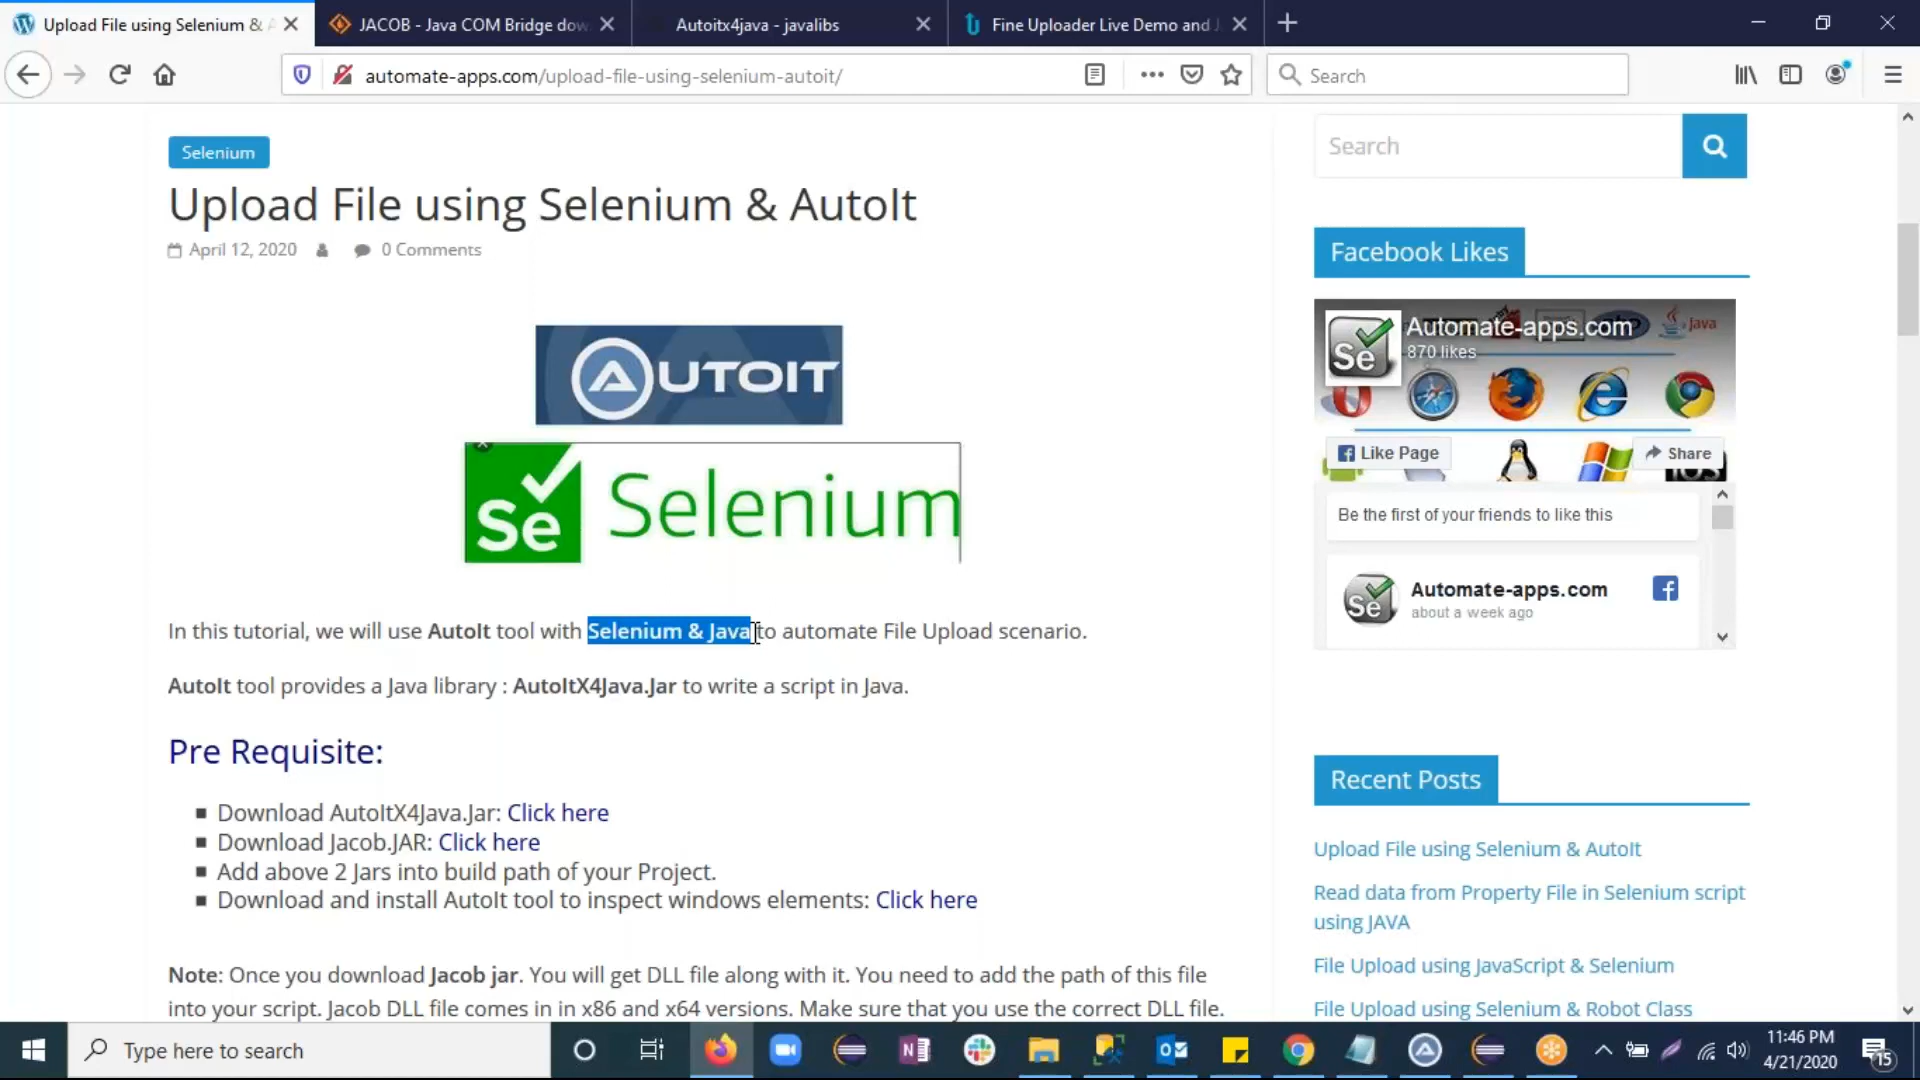 Upload File using Selenium & A
JACOB - Java COM Bridge dow
Autoitx4java - javalibs
Fine Uploader Live Demo and J
automate-apps.com/upload-file-using-selenium-autoit/
Search
Selenium
Upload File using Selenium & AutoIt
April 12, 2020
0 Comments
AUTOIT
Se Selenium
In this tutorial, we will use AutoIt tool with Selenium & Java to automate File Upload scenario.
AutoIt tool provides a Java library : AutoItX4Java.Jar to write a script in Java.
Pre Requisite:
Download AutoItX4Java.Jar: Click here
Download Jacob.JAR: Click here
Add above 2 Jars into build path of your Project.
Download and install AutoIt tool to inspect windows elements: Click here
Note: Once you download Jacob jar. You will get DLL file along with it. You need to add the path of this file
into your script. Jacob DLL file comes in in x86 and x64 versions. Make sure that you use the correct DLL file.
Search
Facebook Likes
Se
Automate-apps.com
870 likes
Java
Like Page
Share
Be the first of your friends to like this
Se
Automate-apps.com
about a week ago
Recent Posts
Upload File using Selenium & AutoIt
Read data from Property File in Selenium script
using JAVA
File Upload using JavaScript & Selenium
File Upload using Selenium & Robot Class
Type here to search
11:46 PM
4/21/2020
15